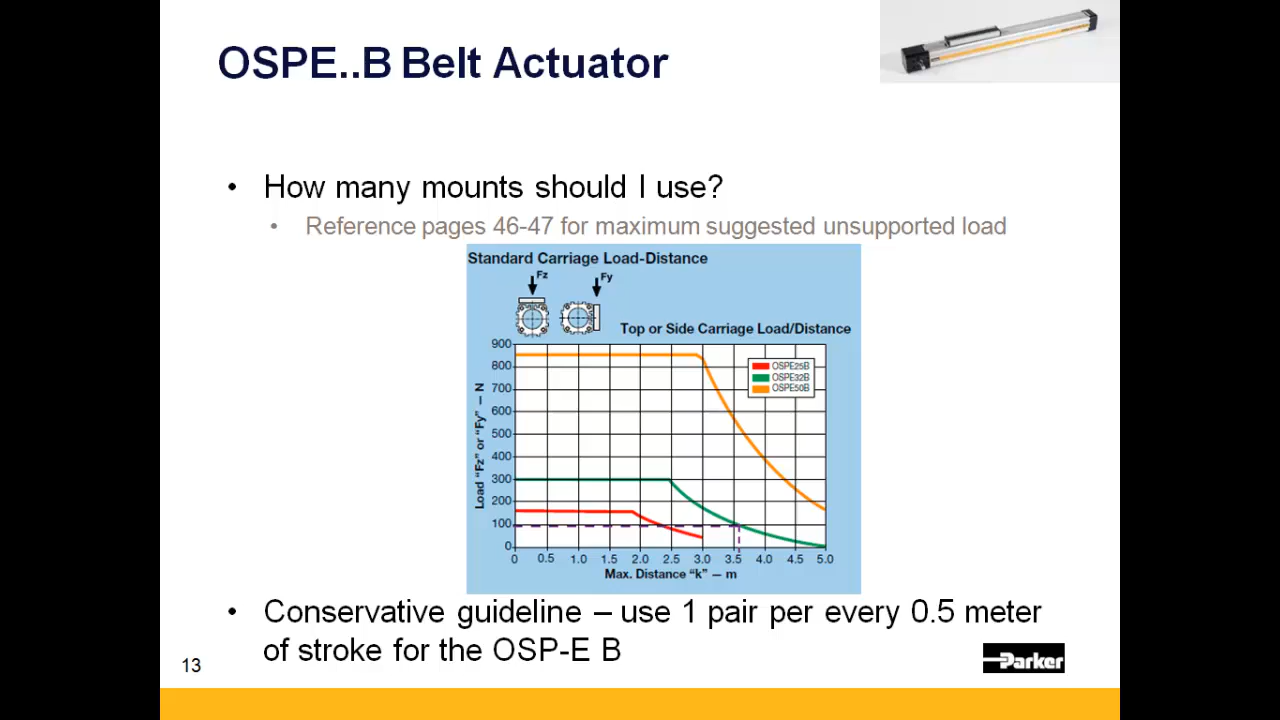 OSPE..B Belt Actuator
• How many mounts should I use?
• Reference pages 46-47 for maximum suggested unsupported load
Standard Carriage Load-Distance
Fz
Fy
Top or Side Carriage Load/Distance
Load “Fz” or “Fy” — N
900
800
700
600
500
400
300
200
100
0
OSPE25B
OSPE32B
OSPE50B
0 0.5 1.0 1.5 2.0 2.5 3.0 3.5 4.0 4.5 5.0
Max. Distance “k” — m
• Conservative guideline – use 1 pair per every 0.5 meter
of stroke for the OSP-E B
13
Parker